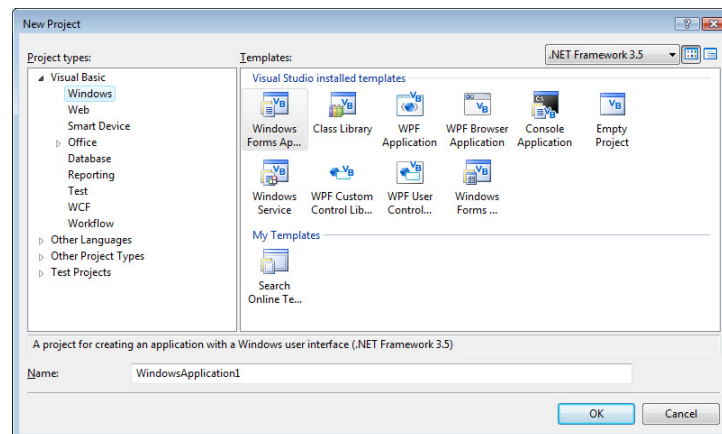 New Project
Project types:
Templates:
.NET Framework 3.5
Visual Basic
Windows
Web
Smart Device
Office
Database
Reporting
Test
WCF
Workflow
Other Languages
Other Project Types
Test Projects
Visual Studio installed templates
Windows Forms Ap...
Class Library
WPF Application
WPF Browser Application
Console Application
Empty Project
Windows Service
WPF Custom Control Lib...
WPF User Control...
Windows Forms ...
My Templates
Search Online Te...
A project for creating an application with a Windows user interface (.NET Framework 3.5)
Name:
WindowsApplication1
OK
Cancel